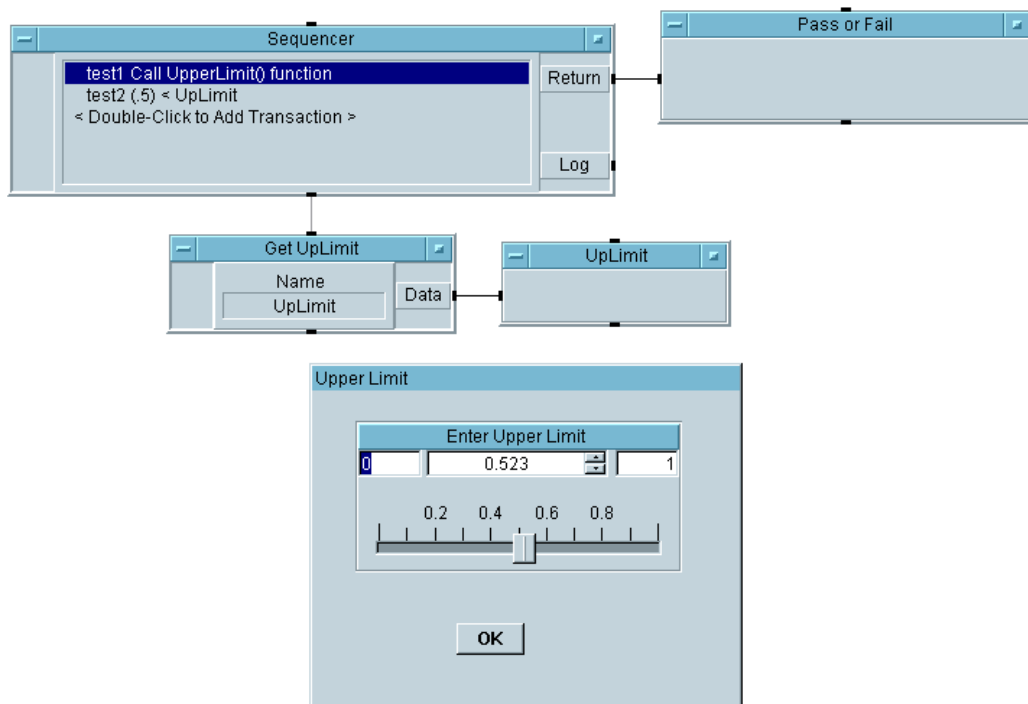 Sequencer
test1 Call UpperLimit() function
test2 (.5) < UpLimit
< Double-Click to Add Transaction >
Return
Log
Pass or Fail
Get UpLimit
Name
UpLimit
Data
UpLimit
Upper Limit
Enter Upper Limit
0 0.523 1
0.2 0.4 0.6 0.8
OK